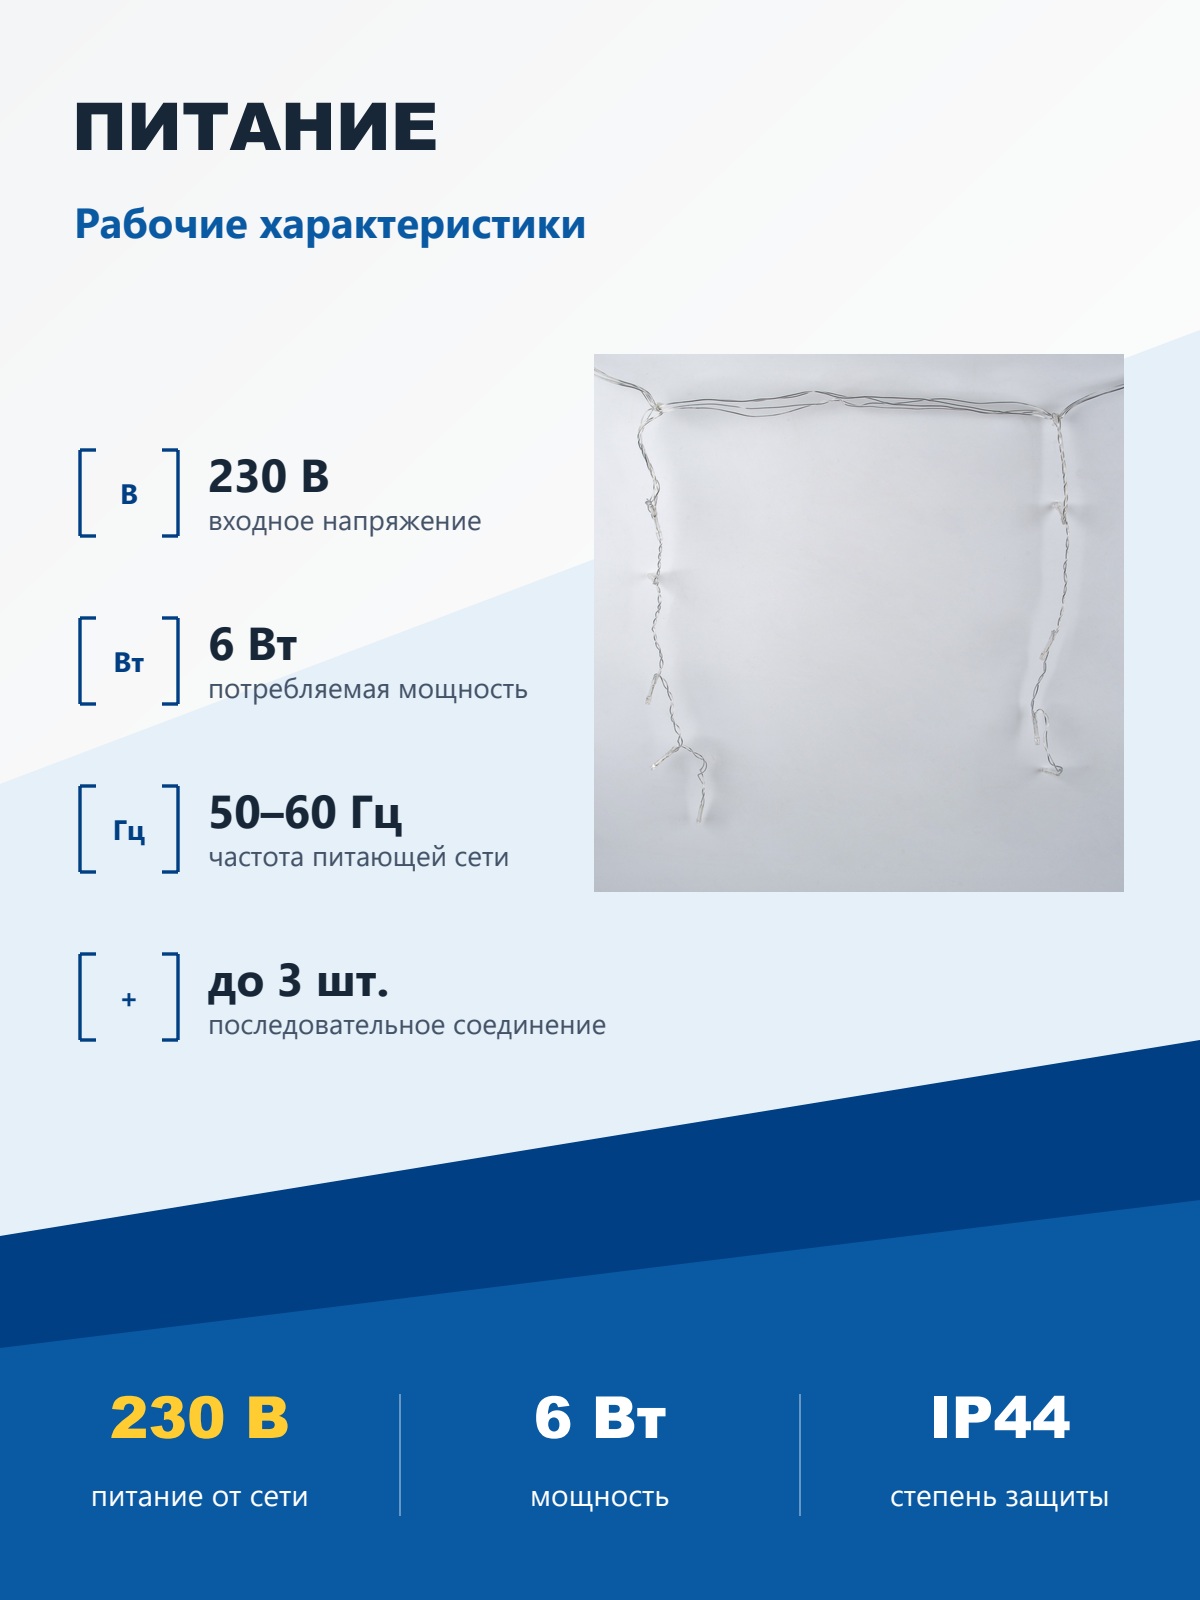 ПИТАНИЕ
Рабочие характеристики
В
230 В
входное напряжение
Вт
6 Вт
потребляемая мощность
Гц
50–60 Гц
частота питающей сети
+
до 3 шт.
последовательное соединение
230 В
питание от сети
6 Вт
мощность
IP44
степень защиты